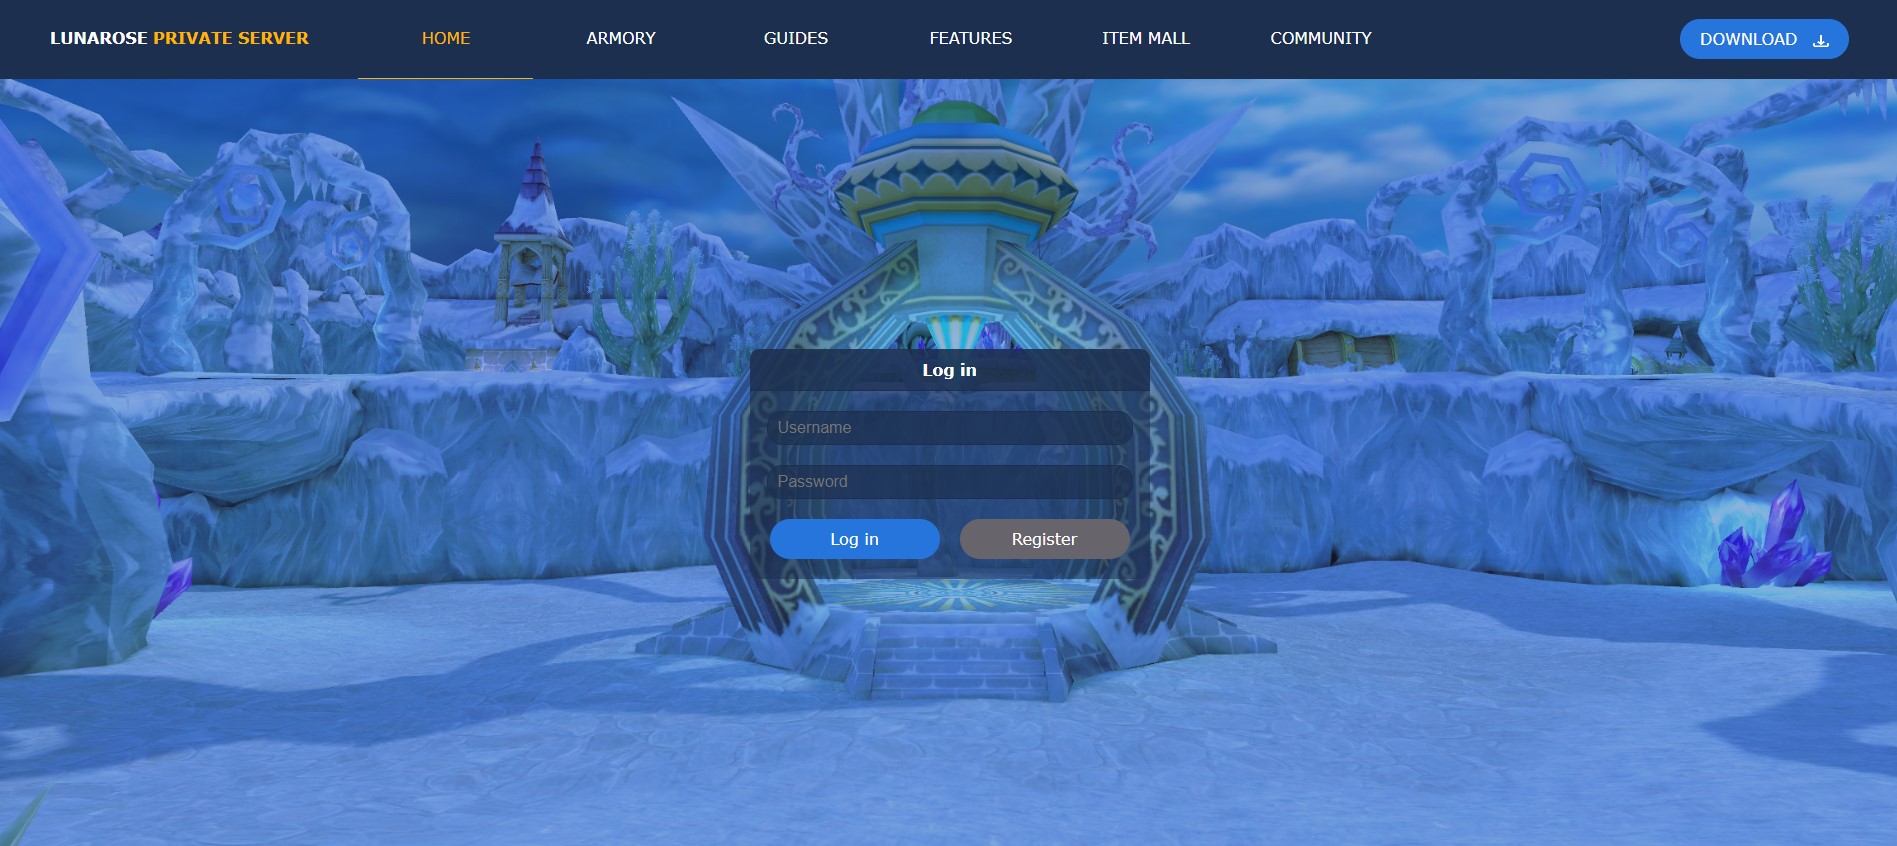 LUNAROSE PRIVATE SERVER HOME ARMORY GUIDES FEATURES ITEM MALL COMMUNITY DOWNLOAD
Log in
Username
Password
Log in Register